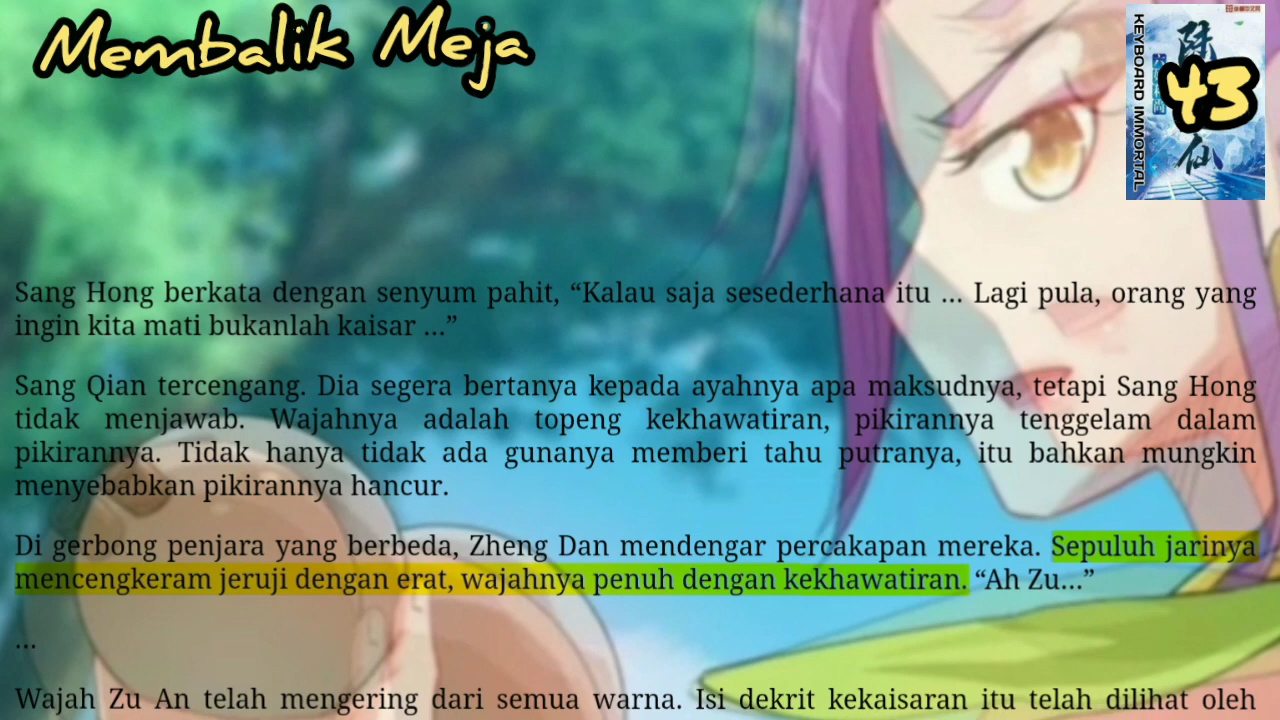 Membalik Meja
KEYBOARD IMMORTAL
陸
43
仙
Sang Hong berkata dengan senyum pahit, “Kalau saja sesederhana itu ... Lagi pula, orang yang
ingin kita mati bukanlah kaisar ...”
Sang Qian tercengang. Dia segera bertanya kepada ayahnya apa maksudnya, tetapi Sang Hong
tidak menjawab. Wajahnya adalah topeng kekhawatiran, pikirannya tenggelam dalam
pikirannya. Tidak hanya tidak ada gunanya memberi tahu putranya, itu bahkan mungkin
menyebabkan pikirannya hancur.
Di gerbong penjara yang berbeda, Zheng Dan mendengar percakapan mereka. Sepuluh jarinya
mencengkeram jeruji dengan erat, wajahnya penuh dengan kekhawatiran. “Ah Zu...”
...
Wajah Zu An telah mengering dari semua warna. Isi dekrit kekaisaran itu telah dilihat oleh